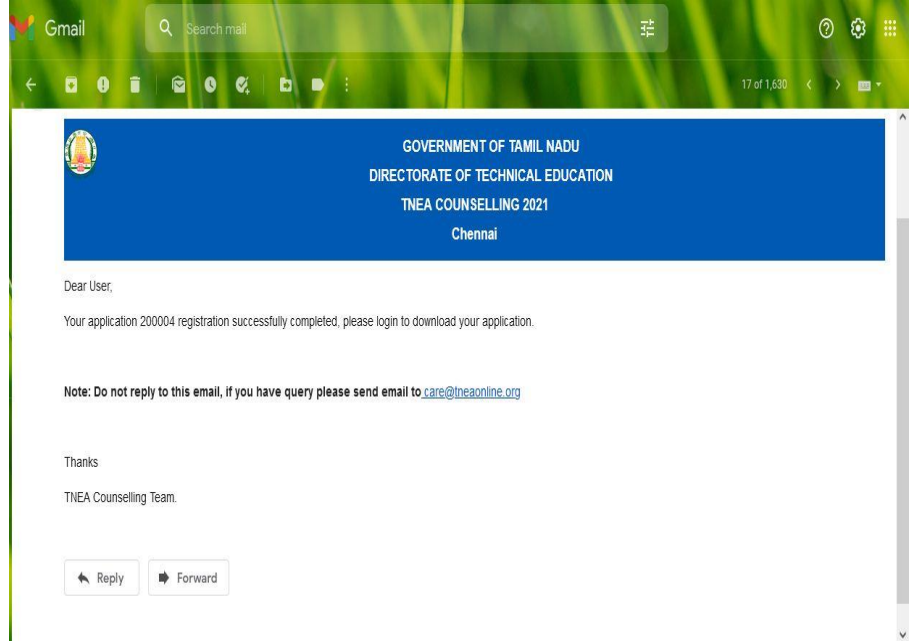 Gmail
Search mail
17 of 1,630
GOVERNMENT OF TAMIL NADU
DIRECTORATE OF TECHNICAL EDUCATION
TNEA COUNSELLING 2021
Chennai
Dear User,
Your application 200004 registration successfully completed, please login to download your application.
Note: Do not reply to this email, if you have query please send email to care@tneaonline.org
Thanks
TNEA Counselling Team.
Reply
Forward